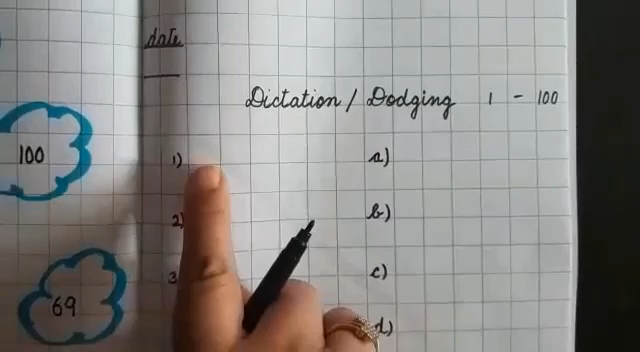 date
Dictation / Dodging 1 - 100
100
1) a)
2) b)
69
3 c)
d)